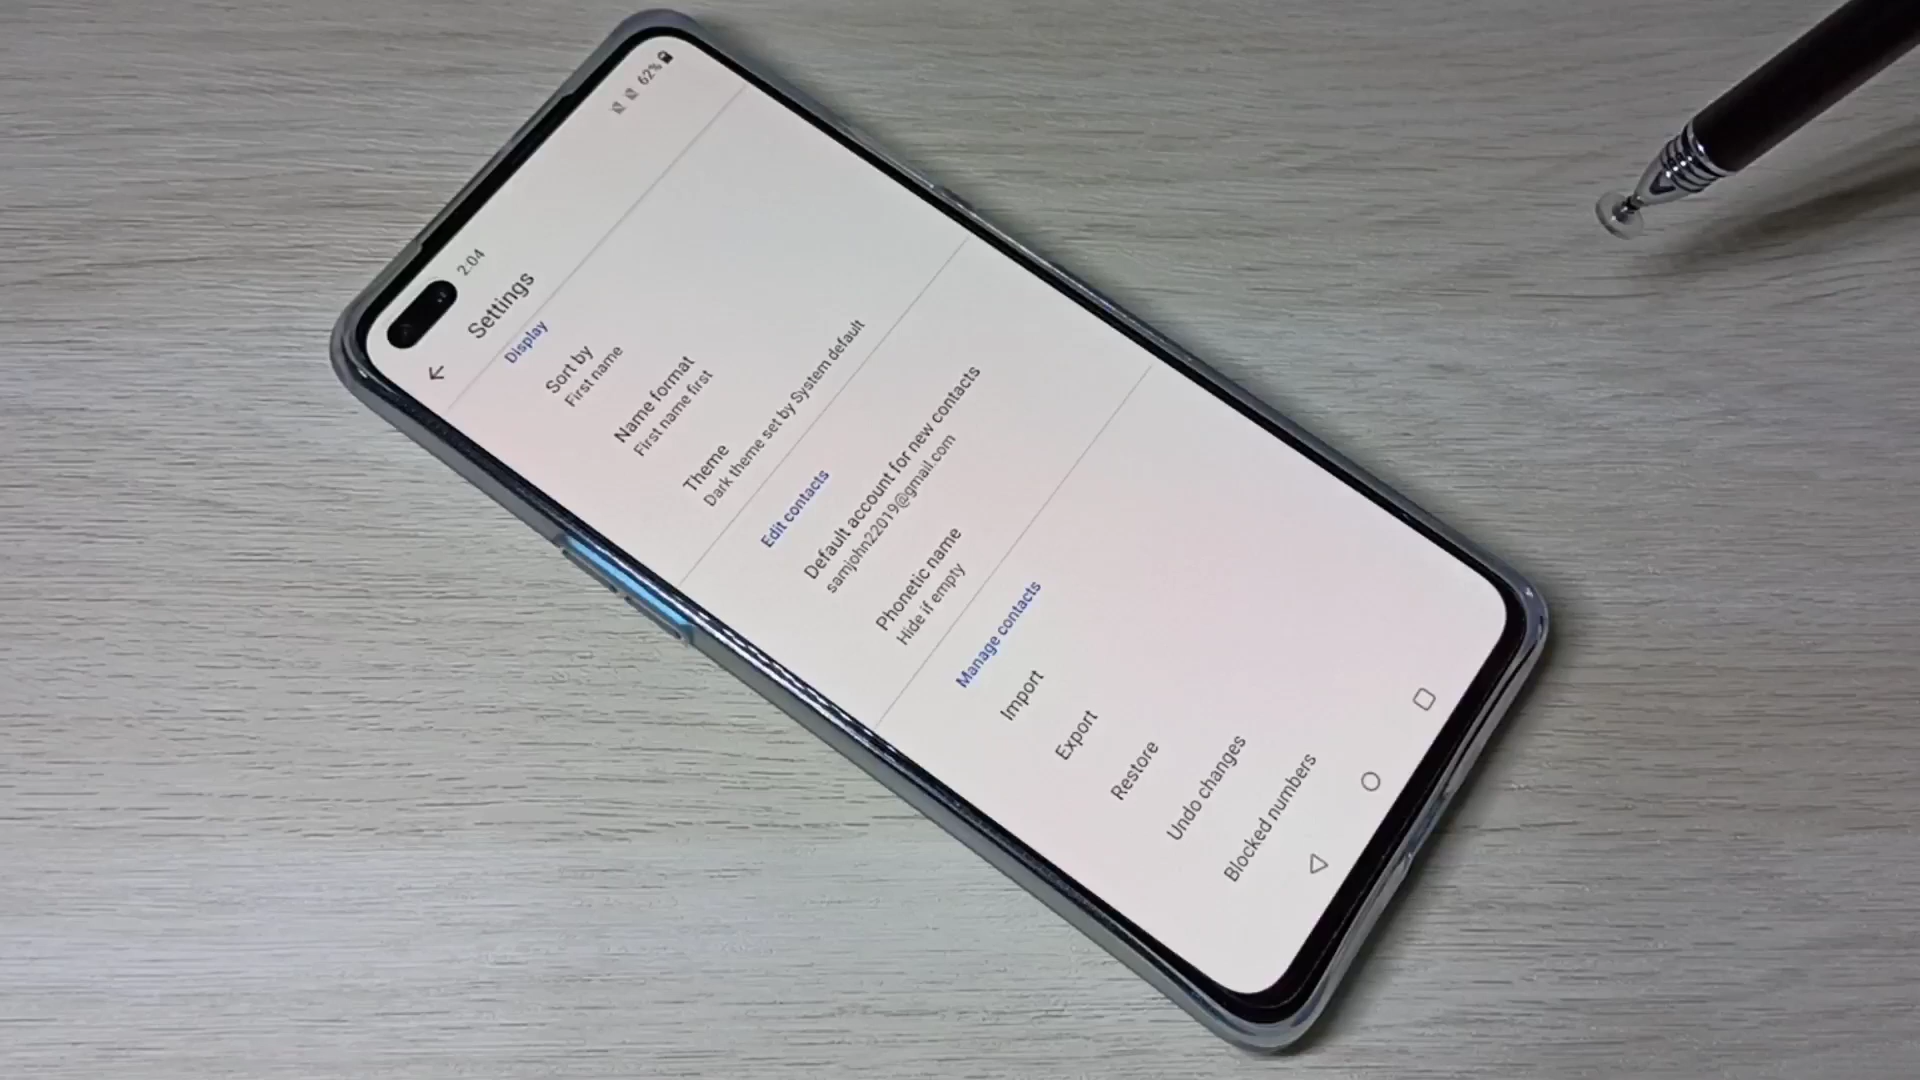 2:04
62%
Settings
Display
Sort by
First name
Name format
First name first
Theme
Dark theme set by System default
Edit contacts
Default account for new contacts
samjohn22019@gmail.com
Phonetic name
Hide if empty
Manage contacts
Import
Export
Restore
Undo changes
Blocked numbers